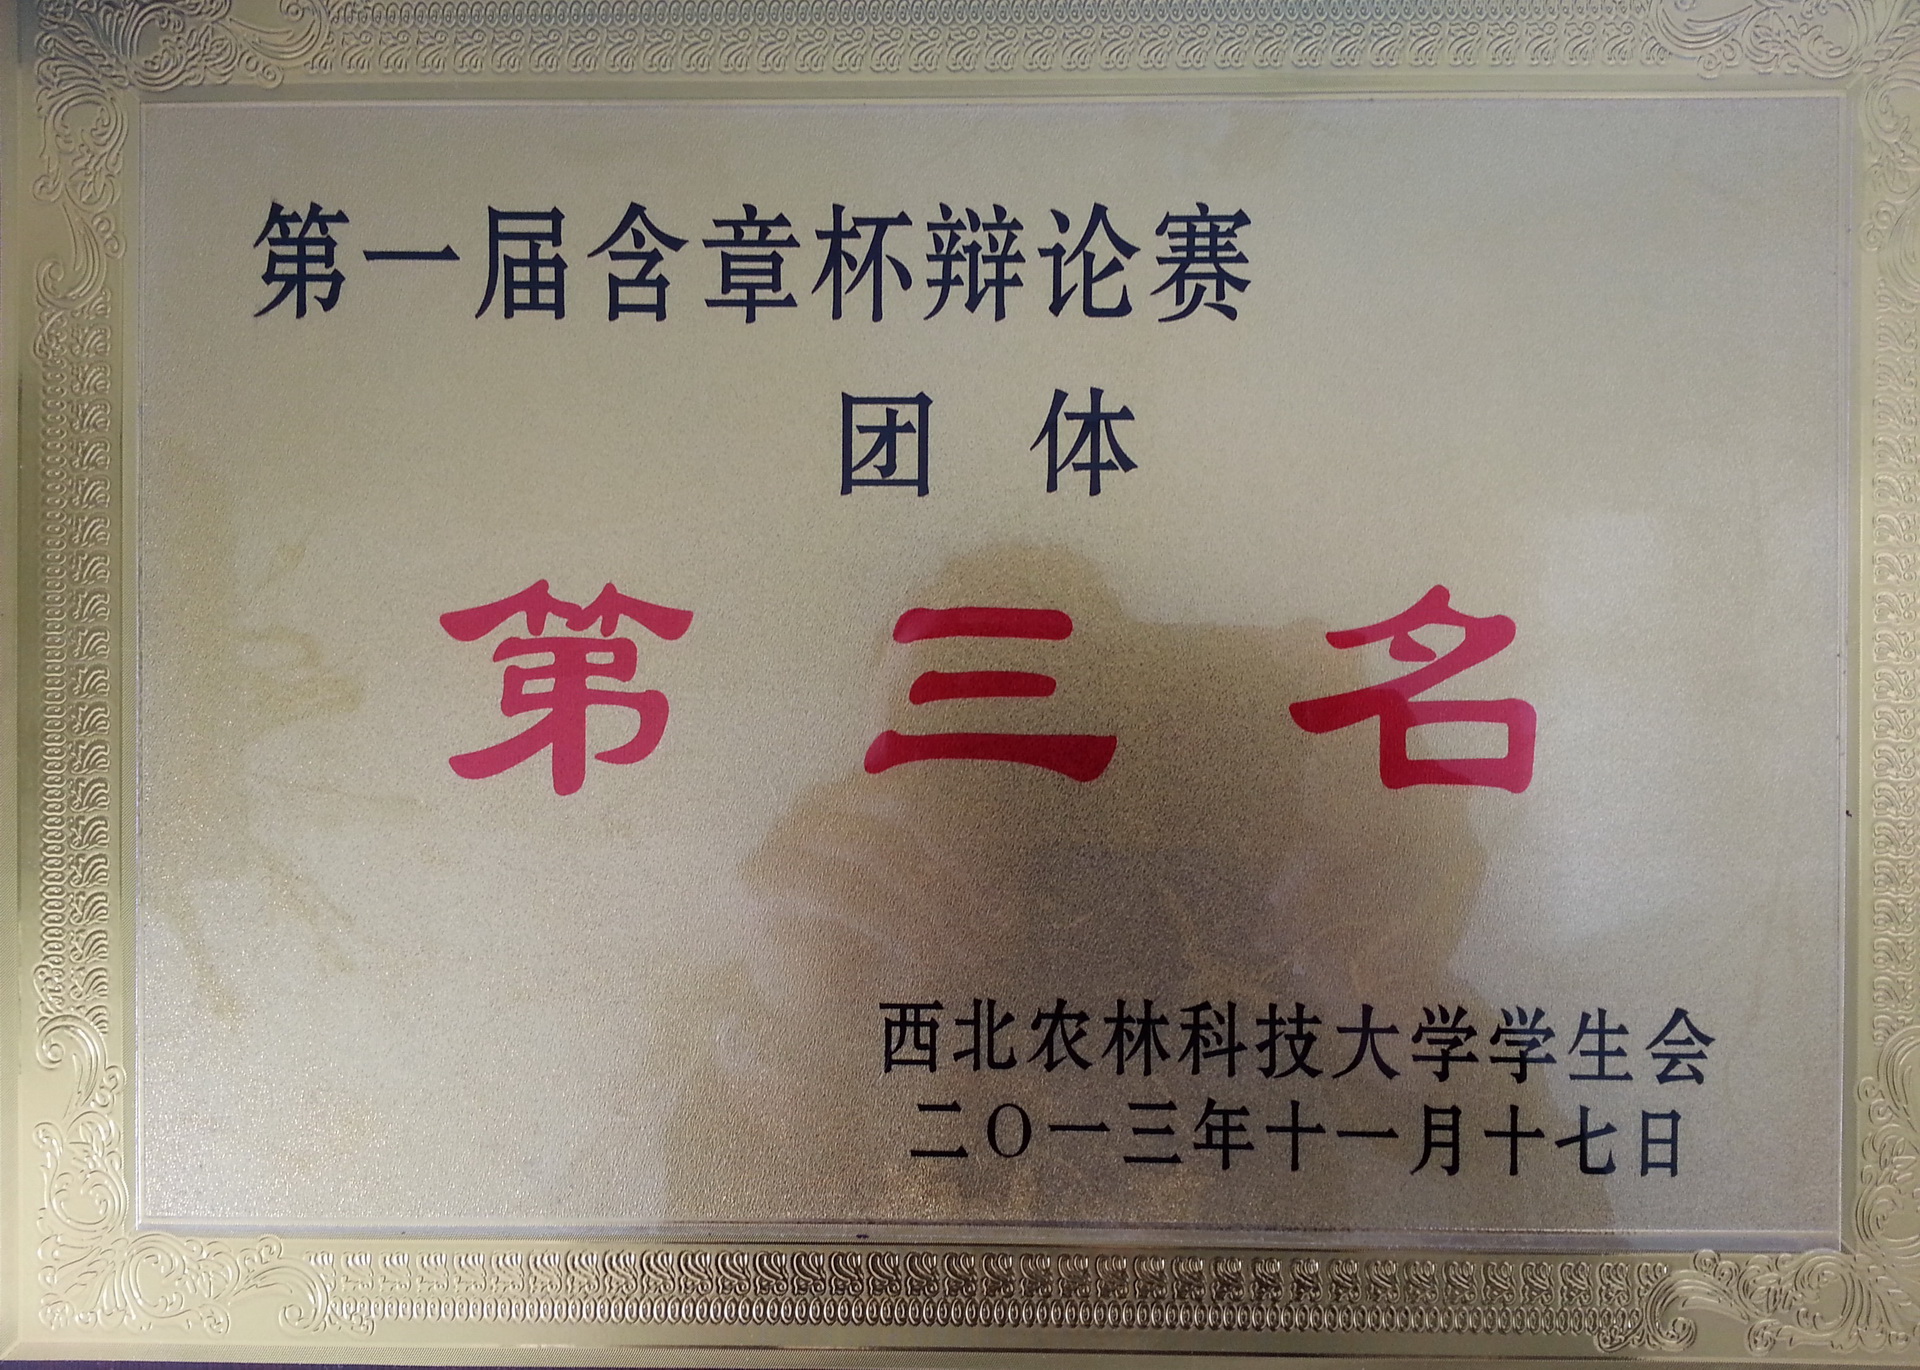 第一届含章杯辩论赛
团体
第三名
西北农林科技大学学生会
二〇一三年十一月十七日